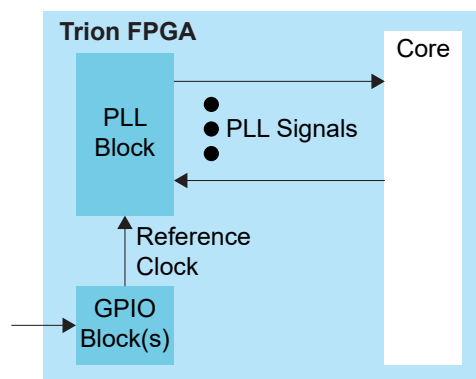 Trion FPGA
Core
PLL
Block
PLL Signals
Reference
Clock
GPIO
Block(s)